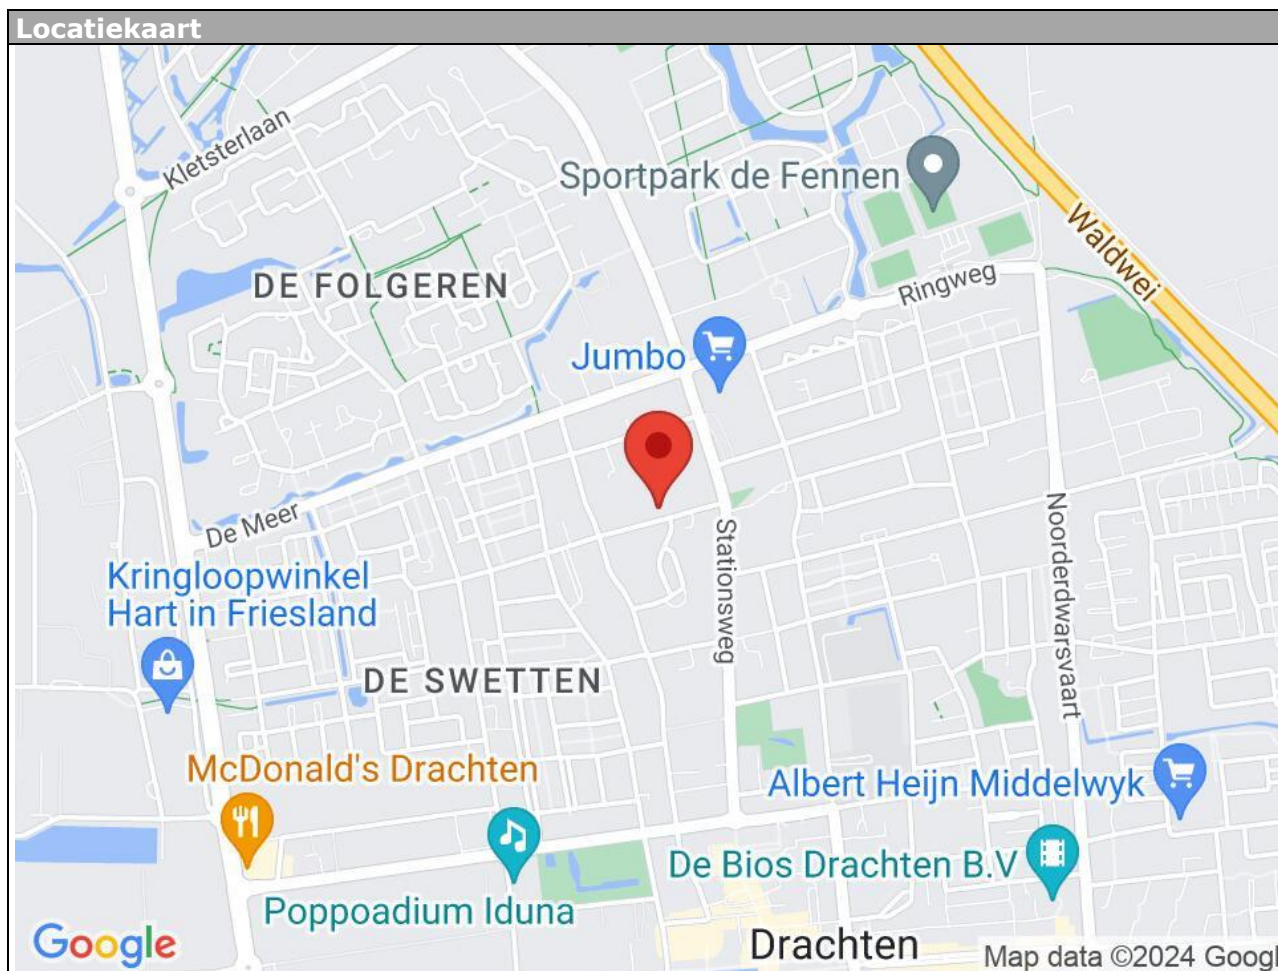 Locatiekaart
Kletsterlaan
Sportpark de Fennen
Waldwei
DE FOLGEREN
Ringweg
Jumbo
De Meer
Stationsweg
Noorderdwarsvaart
Kringloopwinkel
Hart in Friesland
DE SWETTEN
McDonald's Drachten
Albert Heijn Middelwyk
De Bios Drachten B.V
Poppoadium Iduna
Drachten
Google
Map data ©2024 Googl